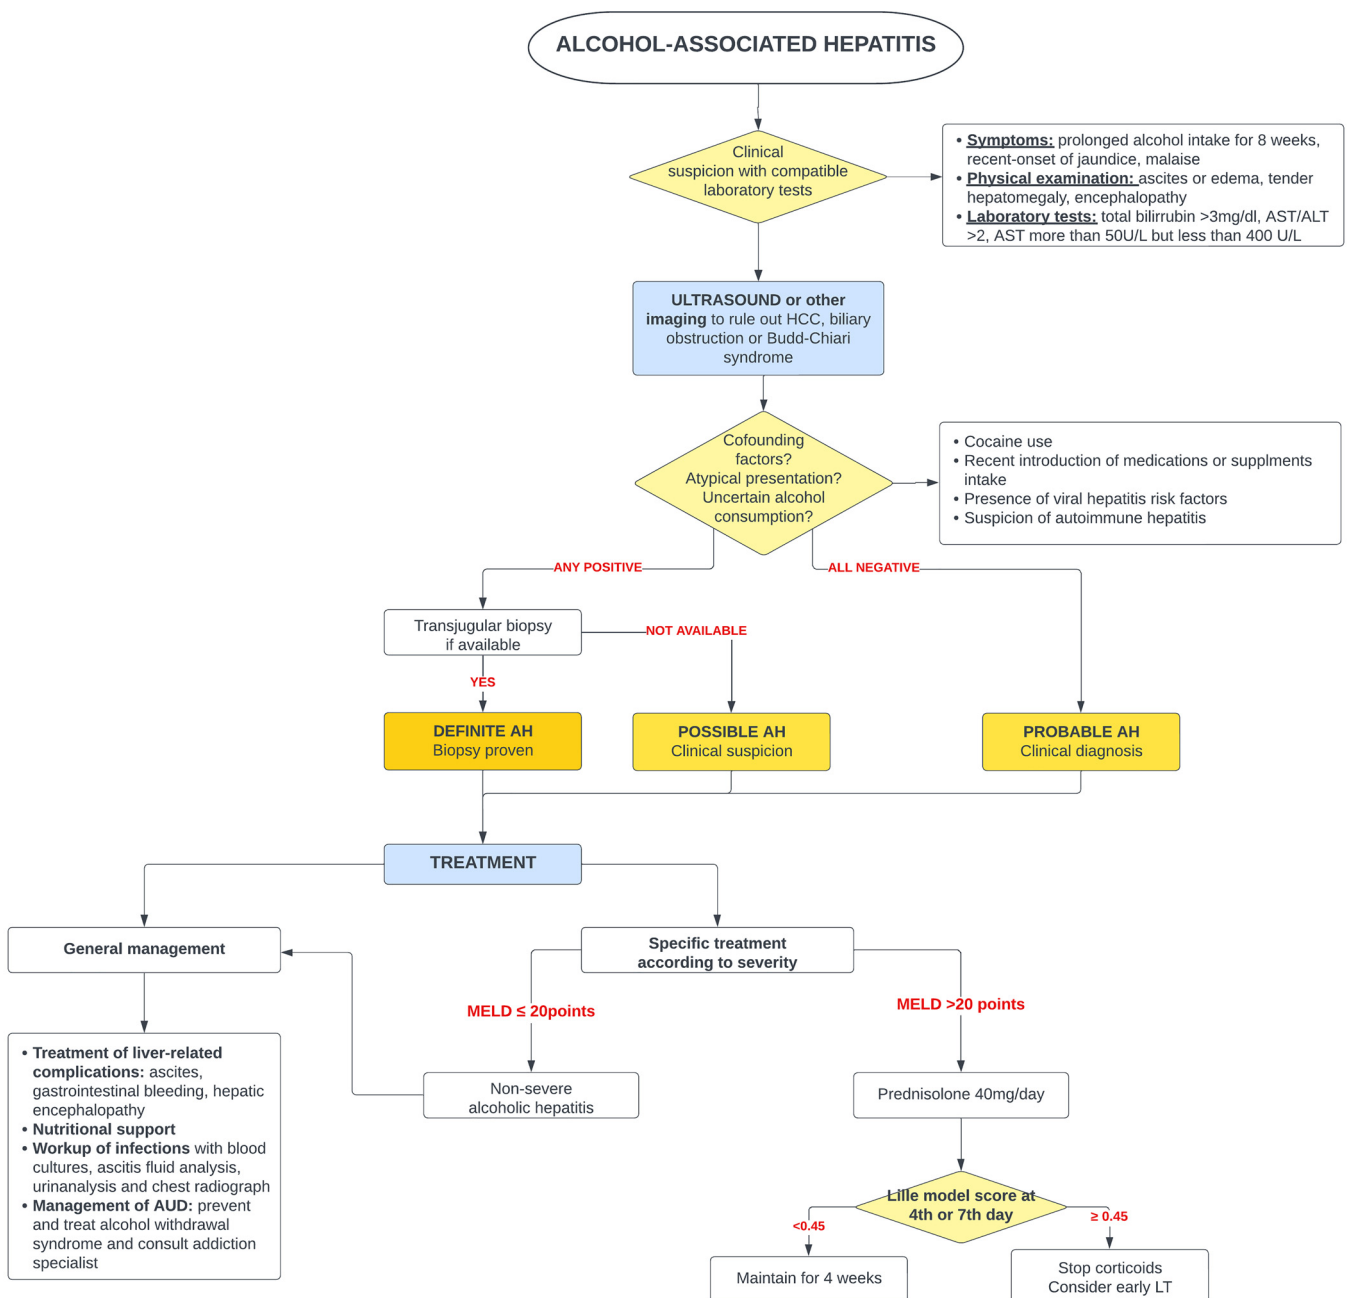 ALCOHOL-ASSOCIATED HEPATITIS
Clinical
suspicion with compatible
laboratory tests
• Symptoms: prolonged alcohol intake for 8 weeks,
recent-onset of jaundice, malaise
• Physical examination: ascites or edema, tender
hepatomegaly, encephalopathy
• Laboratory tests: total bilirrubin >3mg/dl, AST/ALT
>2, AST more than 50U/L but less than 400 U/L
ULTRASOUND or other
imaging to rule out HCC, biliary
obstruction or Budd-Chiari
syndrome
Cofounding
factors?
Atypical presentation?
Uncertain alcohol
consumption?
• Cocaine use
• Recent introduction of medications or supplments
intake
• Presence of viral hepatitis risk factors
• Suspicion of autoimmune hepatitis
ANY POSITIVE
ALL NEGATIVE
Transjugular biopsy
if available
NOT AVAILABLE
YES
DEFINITE AH
Biopsy proven
POSSIBLE AH
Clinical suspicion
PROBABLE AH
Clinical diagnosis
TREATMENT
General management
Specific treatment
according to severity
MELD ≤ 20points
MELD >20 points
• Treatment of liver-related
complications: ascites,
gastrointestinal bleeding, hepatic
encephalopathy
• Nutritional support
• Workup of infections with blood
cultures, ascitis fluid analysis,
urinanalysis and chest radiograph
• Management of AUD: prevent
and treat alcohol withdrawal
syndrome and consult addiction
specialist
Non-severe
alcoholic hepatitis
Prednisolone 40mg/day
Lille model score at
4th or 7th day
<0.45
≥ 0.45
Maintain for 4 weeks
Stop corticoids
Consider early LT